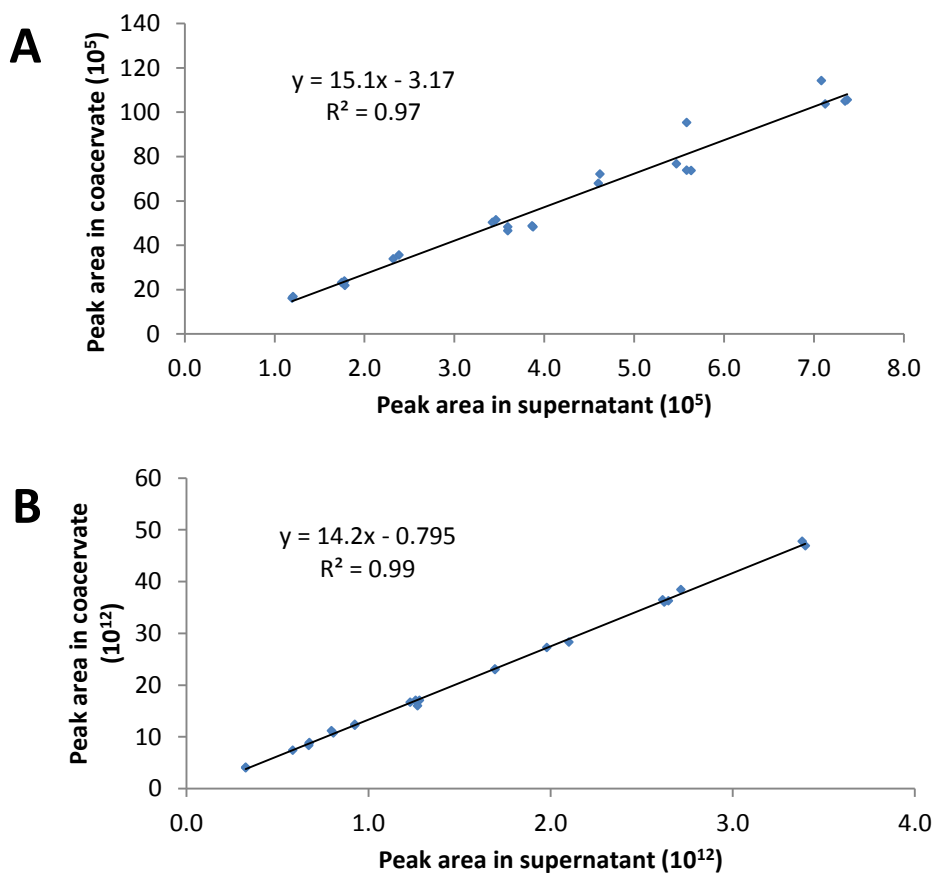 A
Peak area in coacervate (10⁵)
140
120
100
80
60
40
20
0
y = 15.1x - 3.17
R² = 0.97
0.0 1.0 2.0 3.0 4.0 5.0 6.0 7.0 8.0
Peak area in supernatant (10⁵)
B
Peak area in coacervate
(10¹²)
60
50
40
30
20
10
0
y = 14.2x - 0.795
R² = 0.99
0.0 1.0 2.0 3.0 4.0
Peak area in supernatant (10¹²)